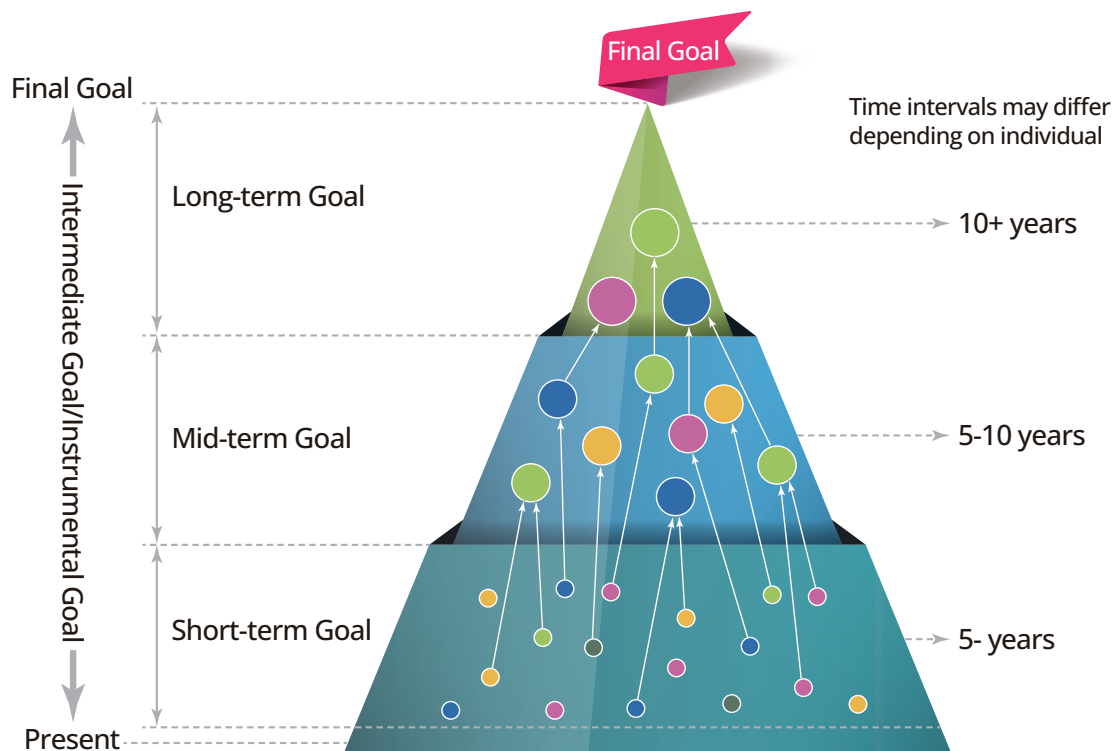 Final Goal
Final Goal
Time intervals may differ
depending on individual
Long-term Goal
10+ years
Intermediate Goal/Instrumental Goal
Mid-term Goal
5-10 years
Short-term Goal
5- years
Present